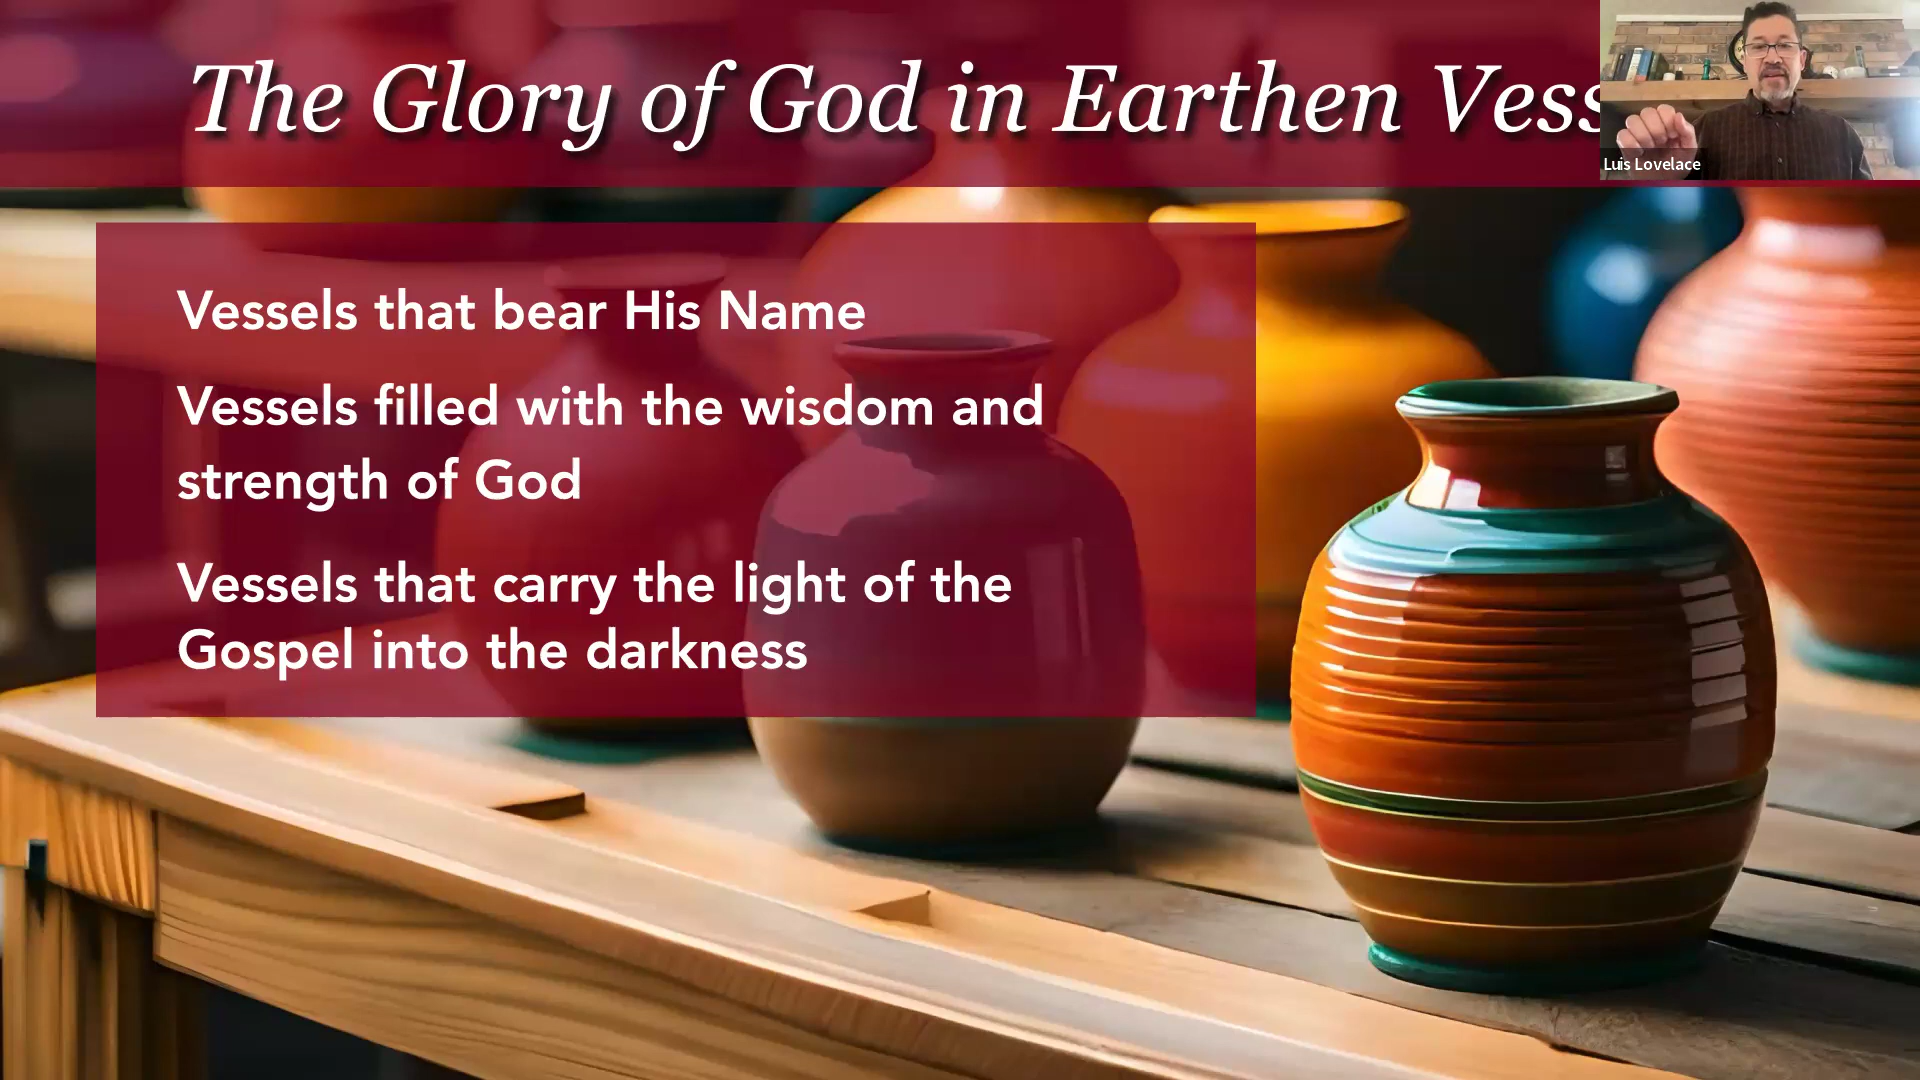 The Glory of God in Earthen Vess
Luis Lovelace
Vessels that bear His Name
Vessels filled with the wisdom and
strength of God
Vessels that carry the light of the
Gospel into the darkness